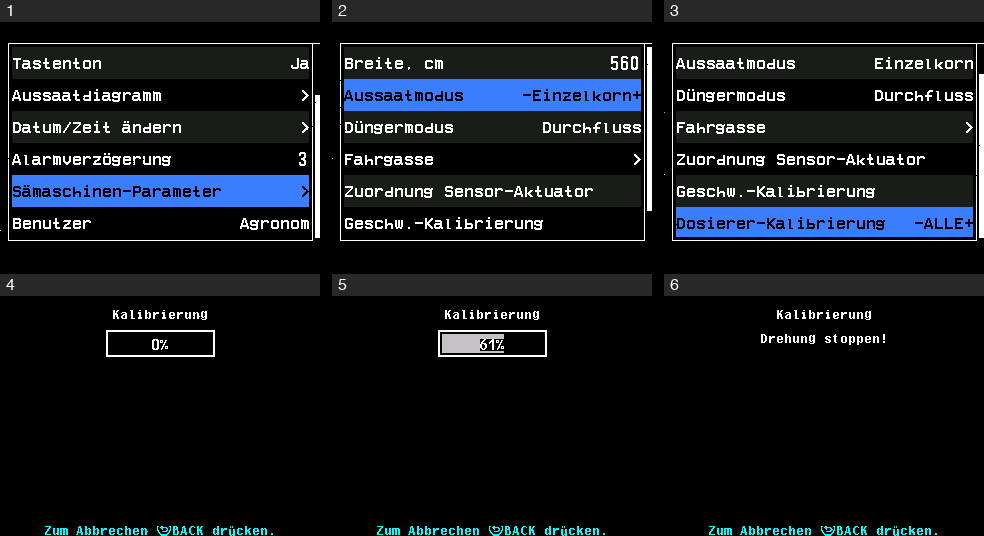 1
Tastenton Ja
Aussaatdiagramm >
Datum/Zeit ändern >
Alarmverzögerung 3
Sämaschinen-Parameter >
Benutzer Agronom
2
Breite, cm 560
Aussaatmodus -Einzelkorn+
Düngermodus Durchfluss
Fahrgasse >
Zuordnung Sensor-Aktuator
Geschw.-Kalibrierung
3
Aussaatmodus Einzelkorn
Düngermodus Durchfluss
Fahrgasse >
Zuordnung Sensor-Aktuator
Geschw.-Kalibrierung
Dosierer-Kalibrierung -ALLE+
4
Kalibrierung
0%
Zum Abbrechen BACK drücken.
5
Kalibrierung
61%
Zum Abbrechen BACK drücken.
6
Kalibrierung
Drehung stoppen!
Zum Abbrechen BACK drücken.